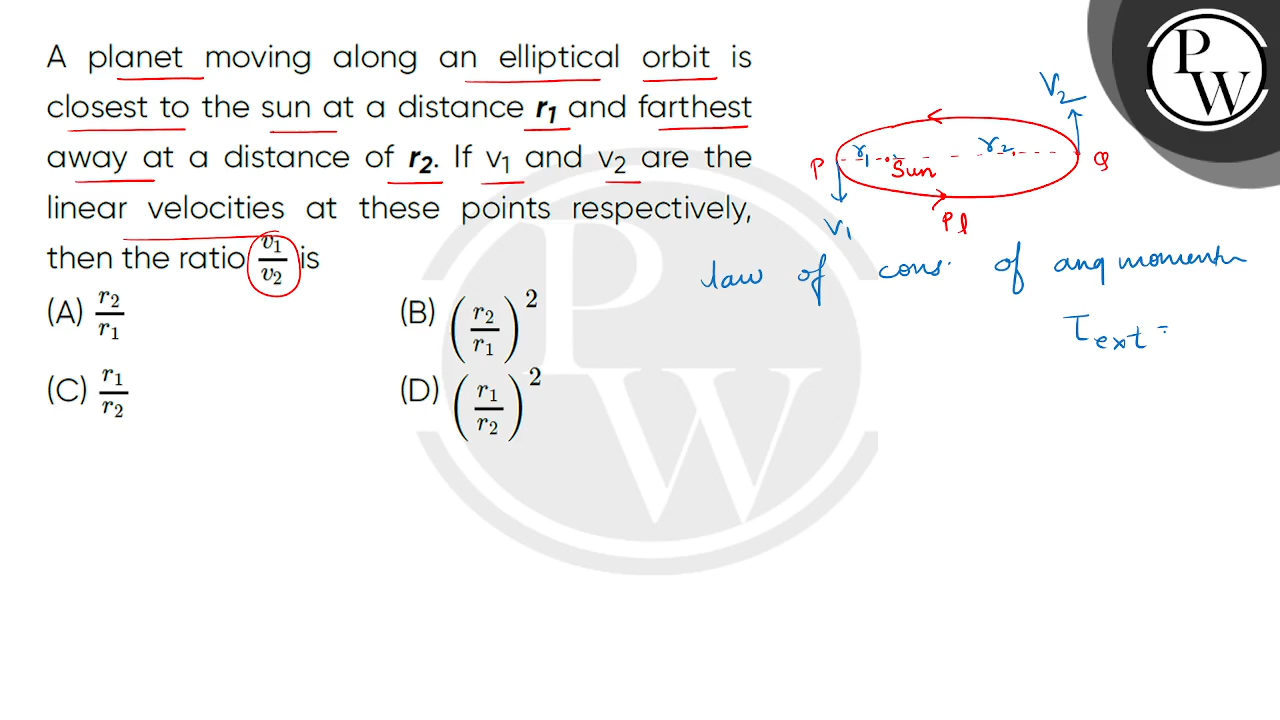 A planet moving along an elliptical orbit is
closest to the sun at a distance r₁ and farthest
away at a distance of r₂. If v₁ and v₂ are the
linear velocities at these points respectively,
then the ratio v₁/v₂ is
(A) r₂/r₁
(B) (r₂/r₁)²
(C) r₁/r₂
(D) (r₁/r₂)²
P W
V₂
P r₁ Sun r₂ Q
V₁
Pl
law of cons. of ang momentm
τext =
P W